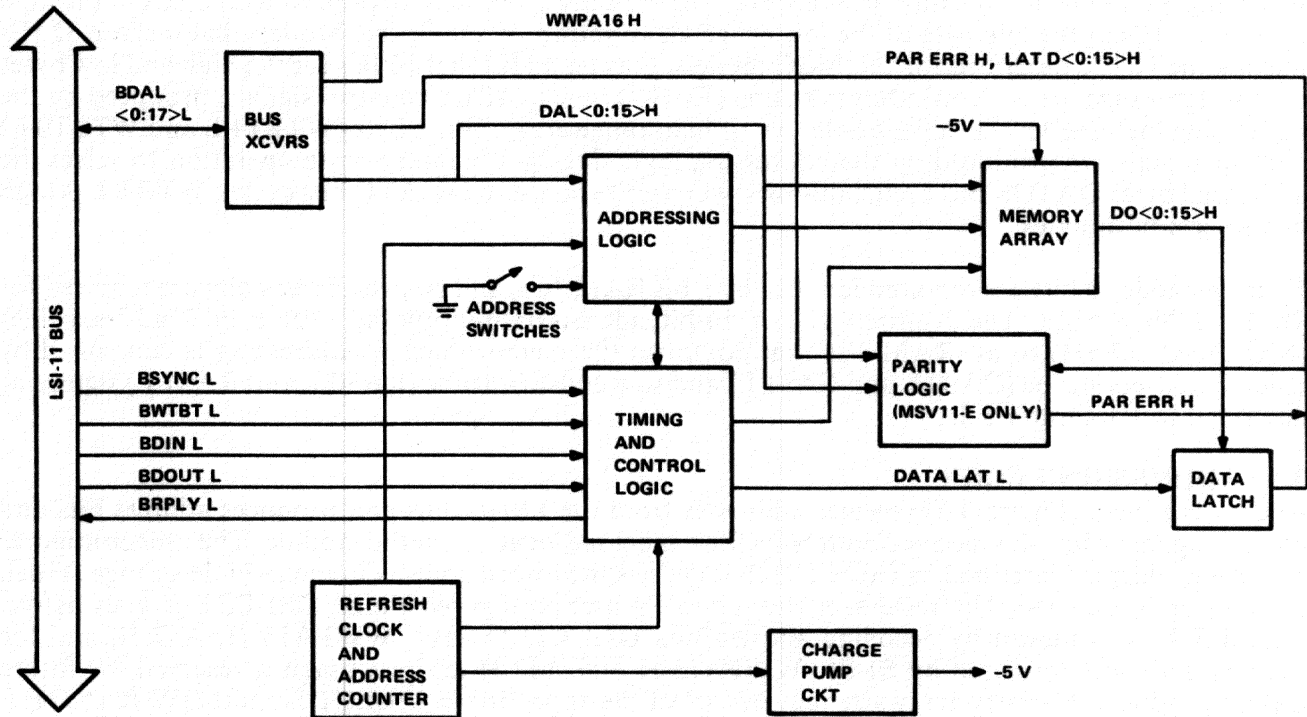 WWPA16 H
PAR ERR H, LAT D<0:15>H
BDAL
<0:17>L
BUS
XCVRS
DAL<0:15>H
–5V
ADDRESSING
LOGIC
MEMORY
ARRAY
DO<0:15>H
ADDRESS
SWITCHES
LSI-11 BUS
BSYNC L
BWTBT L
BDIN L
BDOUT L
BRPLY L
TIMING
AND
CONTROL
LOGIC
PARITY
LOGIC
(MSV11-E ONLY)
PAR ERR H
DATA LAT L
DATA
LATCH
REFRESH
CLOCK
AND
ADDRESS
COUNTER
CHARGE
PUMP
CKT
–5 V